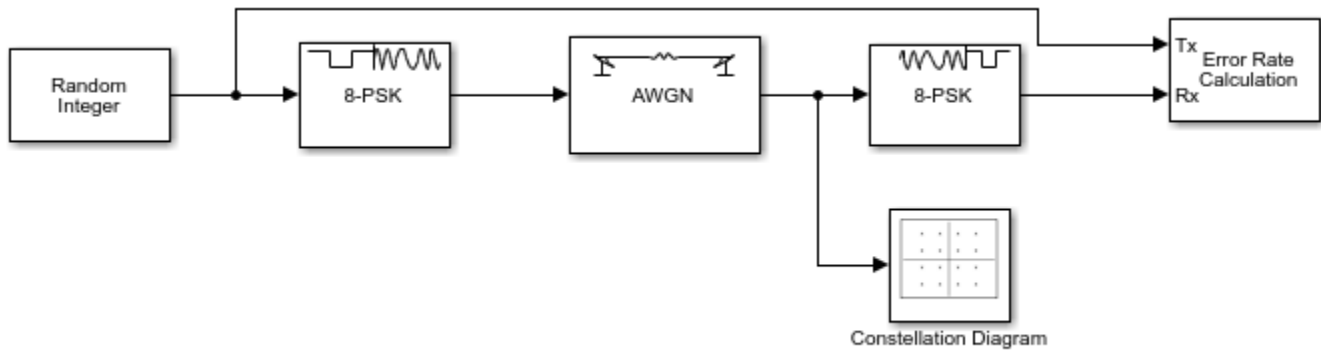 Random
Integer
8-PSK
AWGN
8-PSK
Tx
Rx
Error Rate
Calculation
Constellation Diagram